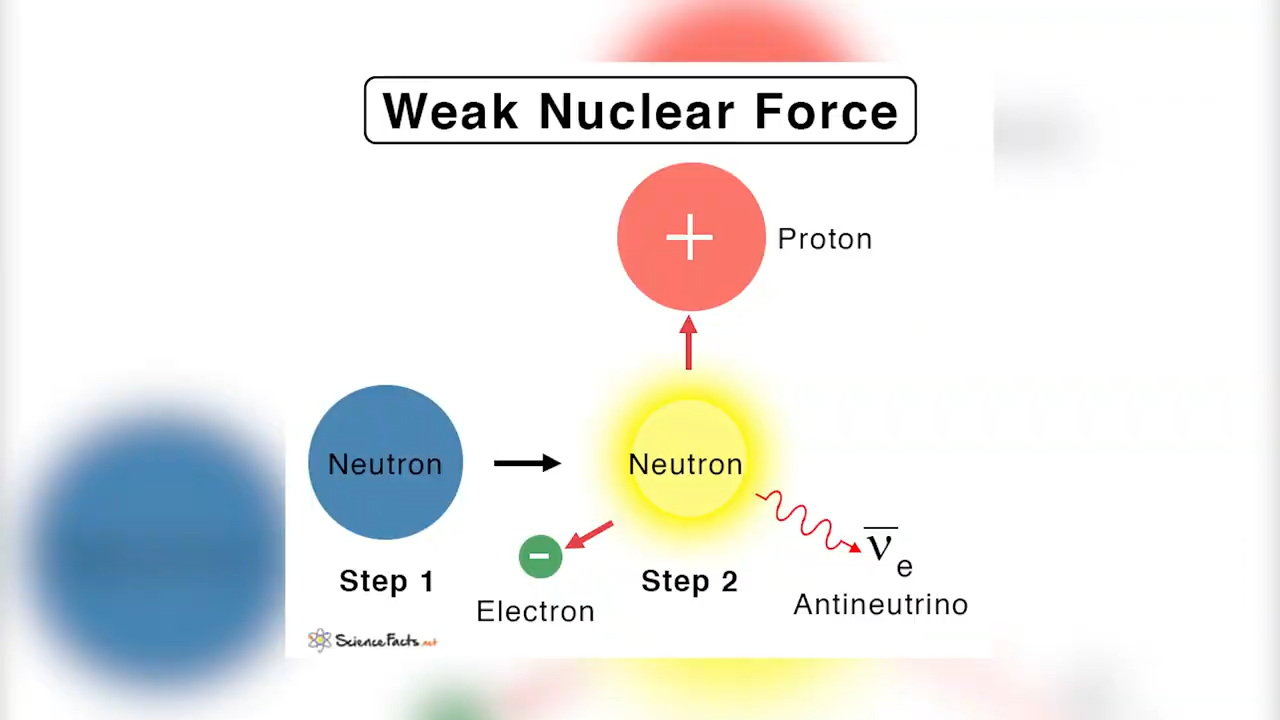 Weak Nuclear Force
+
Proton
Neutron
Neutron
−
ν̅e
Step 1
Step 2
Electron
Antineutrino
ScienceFacts.net